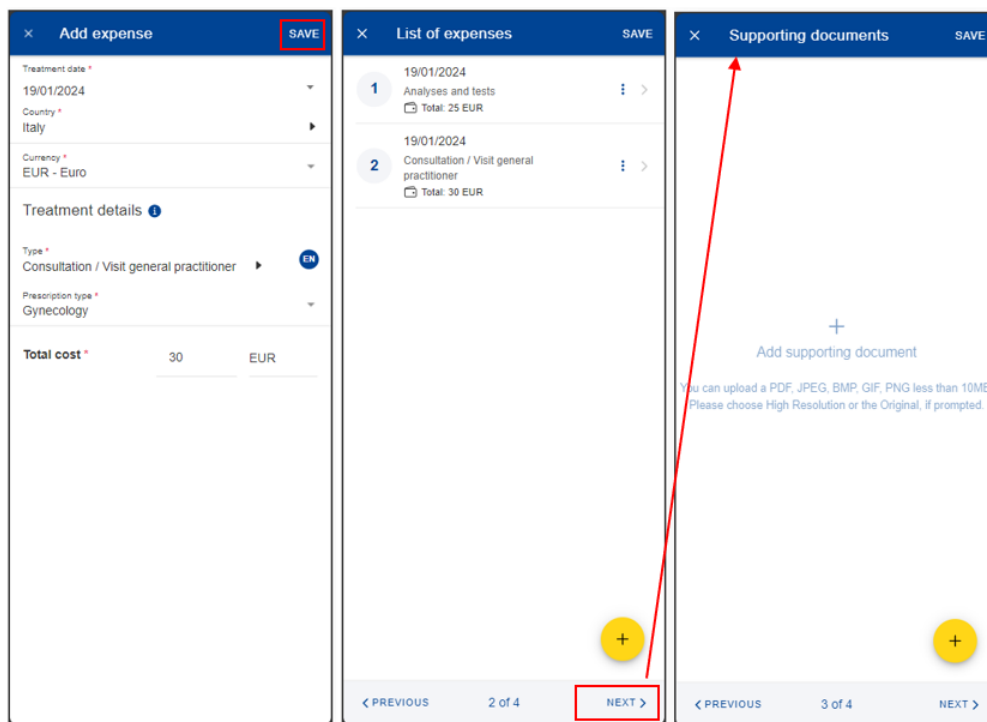 × Add expense SAVE
Treatment date *
19/01/2024
Country *
Italy
Currency *
EUR - Euro
Treatment details i
Type *
Consultation / Visit general practitioner EN
Prescription type *
Gynecology
Total cost * 30 EUR
× List of expenses SAVE
19/01/2024
1 Analyses and tests
Total: 25 EUR
19/01/2024
2 Consultation / Visit general
practitioner
Total: 30 EUR
+
< PREVIOUS 2 of 4 NEXT >
× Supporting documents SAVE
+
Add supporting document
You can upload a PDF, JPEG, BMP, GIF, PNG less than 10MB
Please choose High Resolution or the Original, if prompted.
+
< PREVIOUS 3 of 4 NEXT >